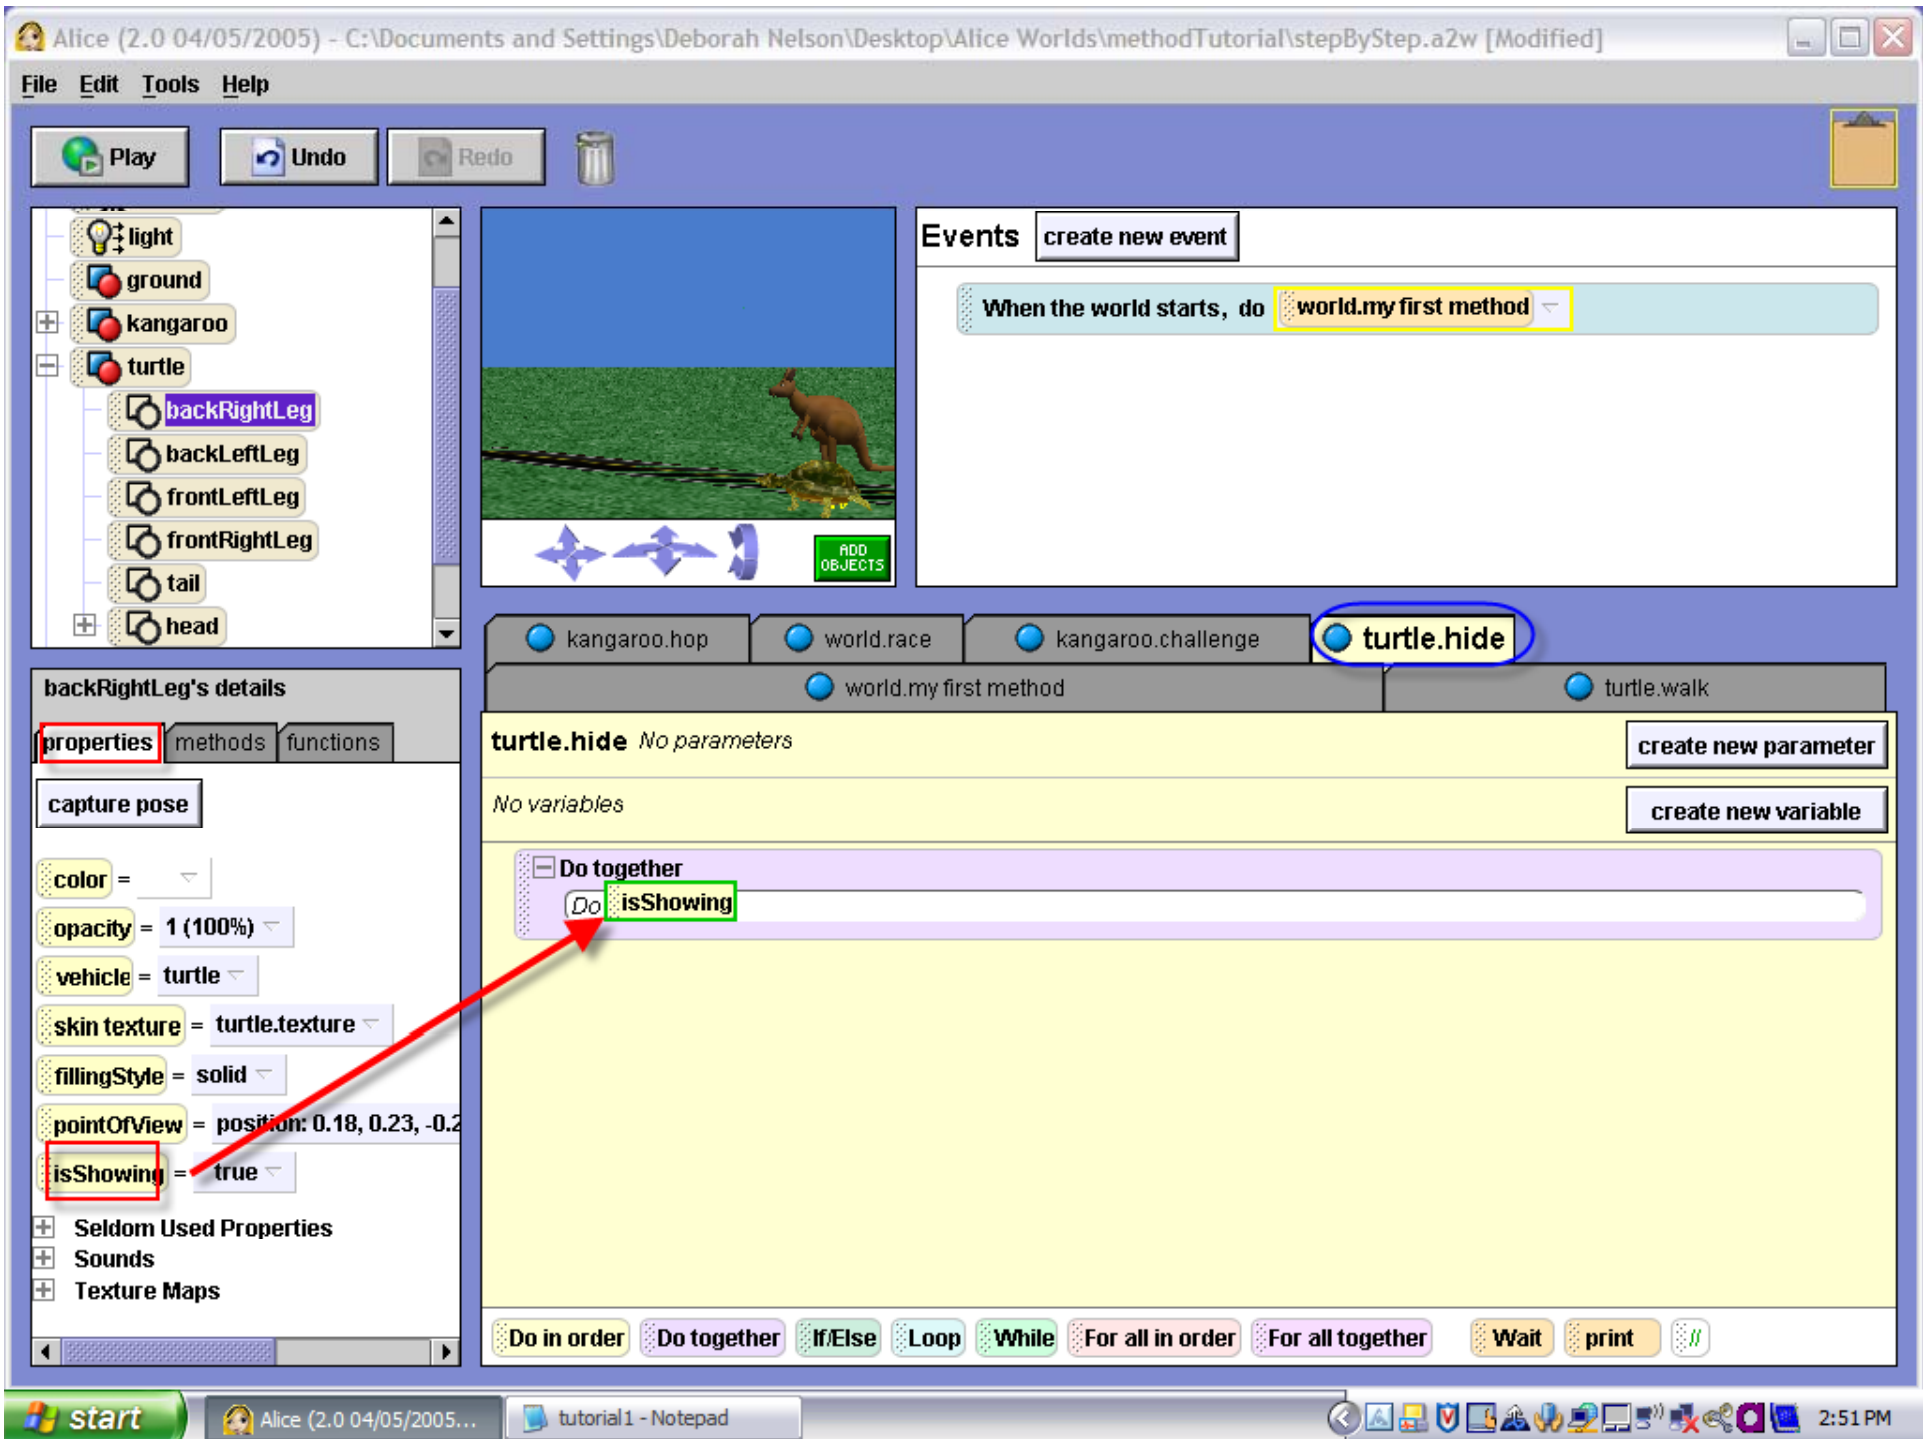 Alice (2.0 04/05/2005) - C:\Documents and Settings\Deborah Nelson\Desktop\Alice Worlds\methodTutorial\stepByStep.a2w [Modified]
File Edit Tools Help
Play Undo Redo
light
ground
kangaroo
turtle
backRightLeg
backLeftLeg
frontLeftLeg
frontRightLeg
tail
head
ADD
OBJECTS
Events create new event
When the world starts, do world.my first method
backRightLeg's details
properties methods functions
capture pose
color =
opacity = 1 (100%)
vehicle = turtle
skin texture = turtle.texture
fillingStyle = solid
pointOfView = position: 0.18, 0.23, -0.2
isShowing = true
Seldom Used Properties
Sounds
Texture Maps
kangaroo.hop world.race kangaroo.challenge turtle.hide
world.my first method turtle.walk
turtle.hide No parameters create new parameter
No variables create new variable
Do together
Do isShowing
Do in order Do together If/Else Loop While For all in order For all together Wait print //
start Alice (2.0 04/05/2005... tutorial1 - Notepad 2:51 PM